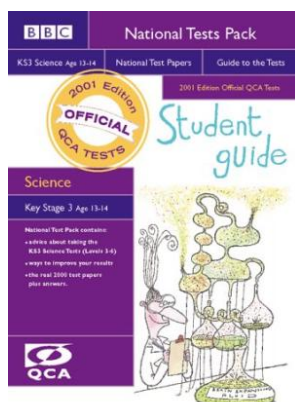 BBC
National Tests Pack
KS3 Science Age 13-14
National Test Papers
Guide to the Tests
2001 Edition Official QCA Tests
2001 Edition
OFFICIAL
QCA TESTS
Student
guide
Science
Key Stage 3 Age 13-14
National Test Pack contains:
• advice about taking the
KS3 Science Tests (Levels 3-6)
• ways to improve your results
• the real 2000 test papers
plus answers.
QCA